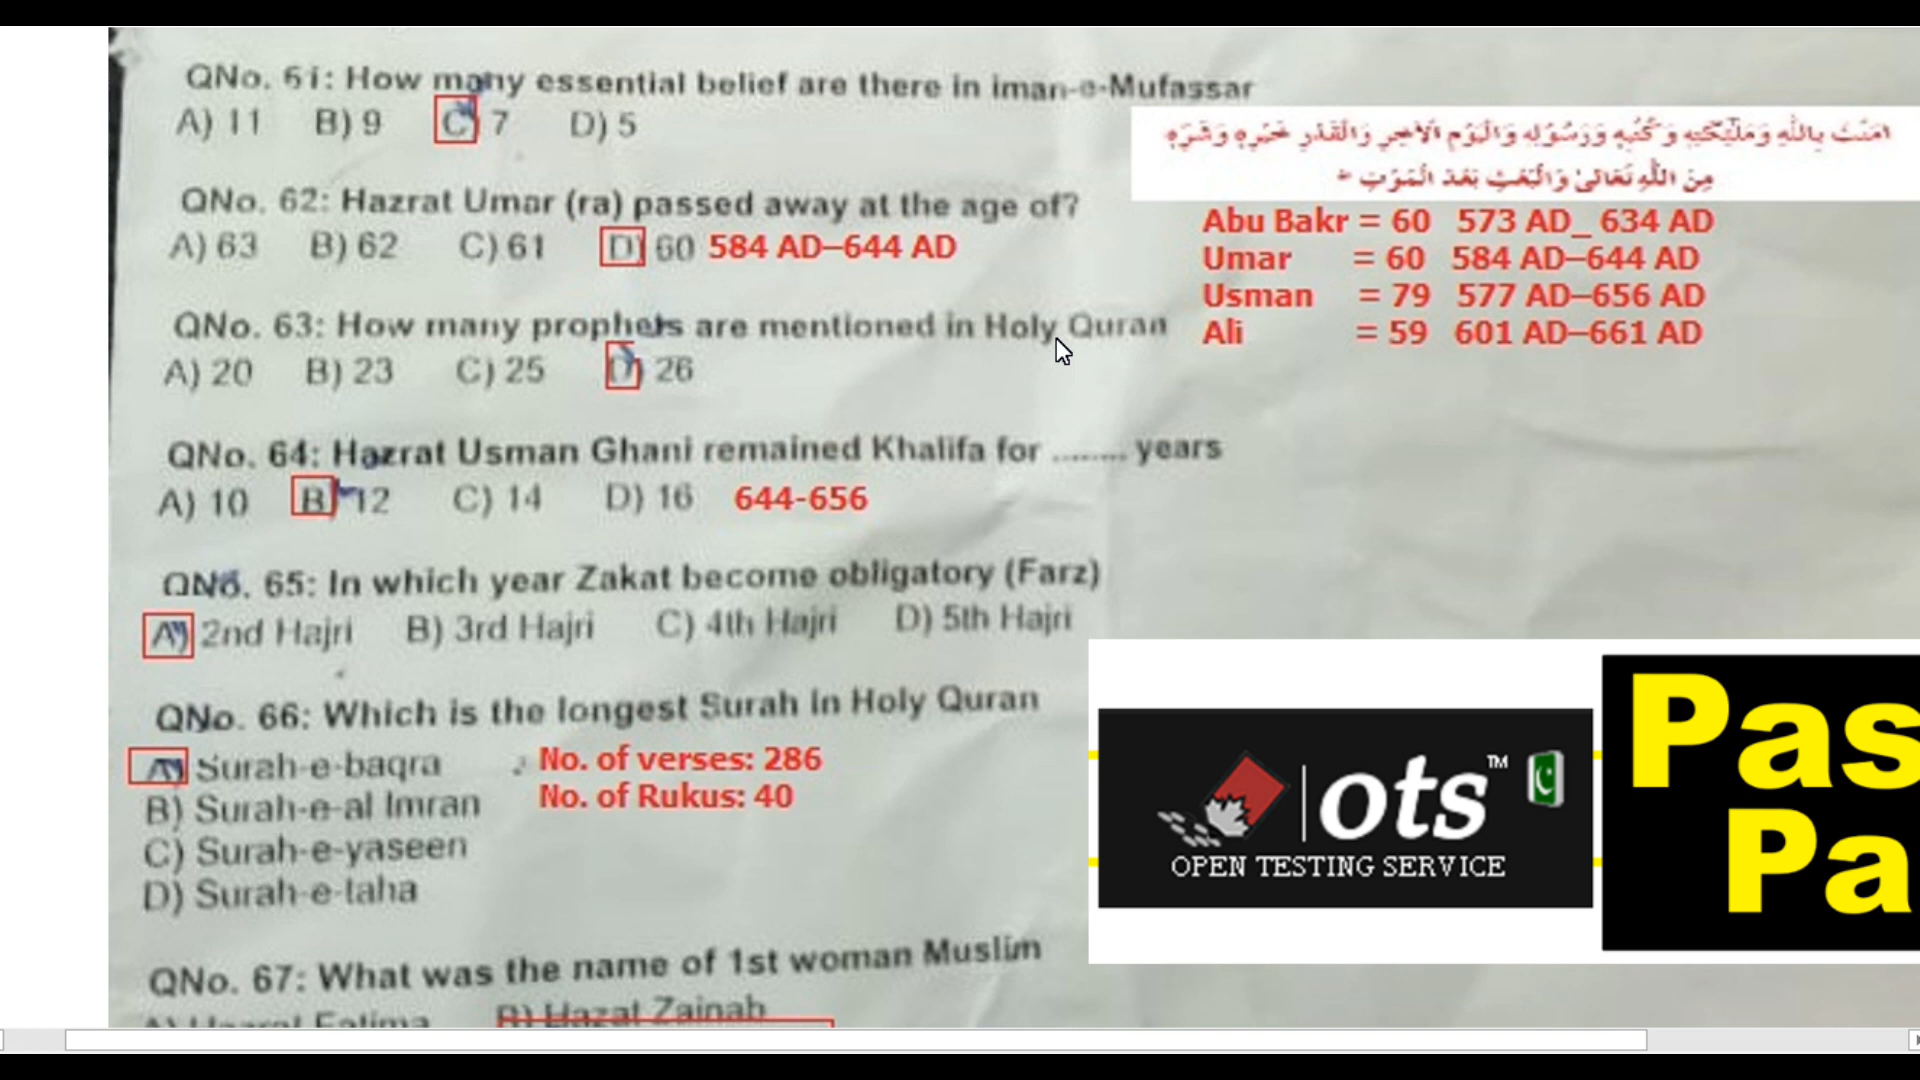 QNo. 61: How many essential belief are there in iman-e-Mufassar
A) 11 B) 9 C) 7 D) 5
اٰمَنْتُ بِاللّٰهِ وَمَلٰٓئِكَتِهٖ وَكُتُبِهٖ وَرَسُوْلِهٖ وَالْيَوْمِ الْاٰخِرِ وَالْقَدْرِ خَيْرِهٖ وَشَرِّهٖ
مِنَ اللّٰهِ تَعَالٰى وَالْبَعْثِ بَعْدَ الْمَوْتِ
QNo. 62: Hazrat Umar (ra) passed away at the age of?
A) 63 B) 62 C) 61 D) 60 584 AD–644 AD
Abu Bakr = 60 573 AD_ 634 AD
Umar = 60 584 AD–644 AD
Usman = 79 577 AD–656 AD
Ali = 59 601 AD–661 AD
QNo. 63: How many prophets are mentioned in Holy Quran
A) 20 B) 23 C) 25 D) 26
QNo. 64: Hazrat Usman Ghani remained Khalifa for ........ years
A) 10 B) 12 C) 14 D) 16 644-656
QNo. 65: In which year Zakat become obligatory (Farz)
A) 2nd Hajri B) 3rd Hajri C) 4th Hajri D) 5th Hajri
QNo. 66: Which is the longest Surah in Holy Quran
A) Surah-e-baqra No. of verses: 286
B) Surah-e-al Imran No. of Rukus: 40
C) Surah-e-yaseen
D) Surah-e-taha
ots TM
OPEN TESTING SERVICE
Pas
Pa
QNo. 67: What was the name of 1st woman Muslim
A) Hazrat Fatima B) Hazat Zainab